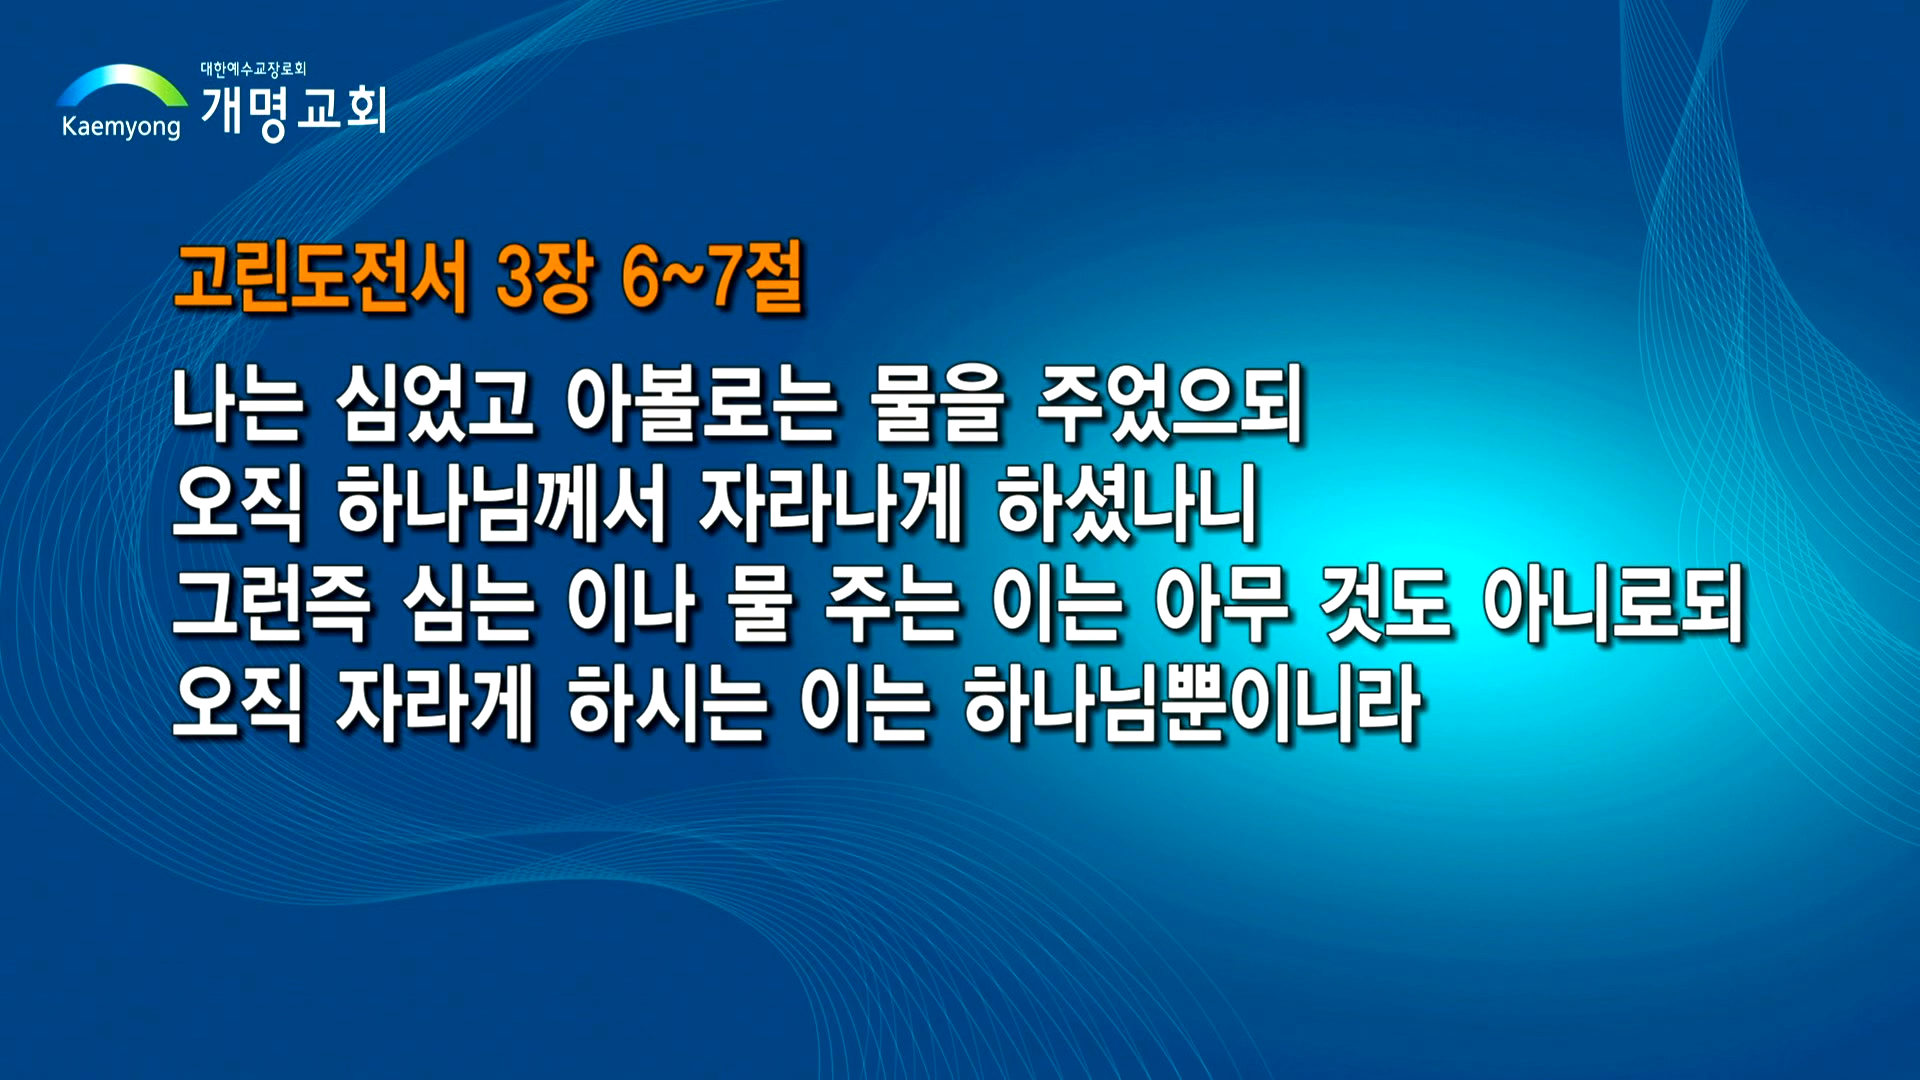 대한예수교장로회
개명교회
Kaemyong
고린도전서 3장 6~7절
나는 심었고 아볼로는 물을 주었으되
오직 하나님께서 자라나게 하셨나니
그런즉 심는 이나 물 주는 이는 아무 것도 아니로되
오직 자라게 하시는 이는 하나님뿐이니라